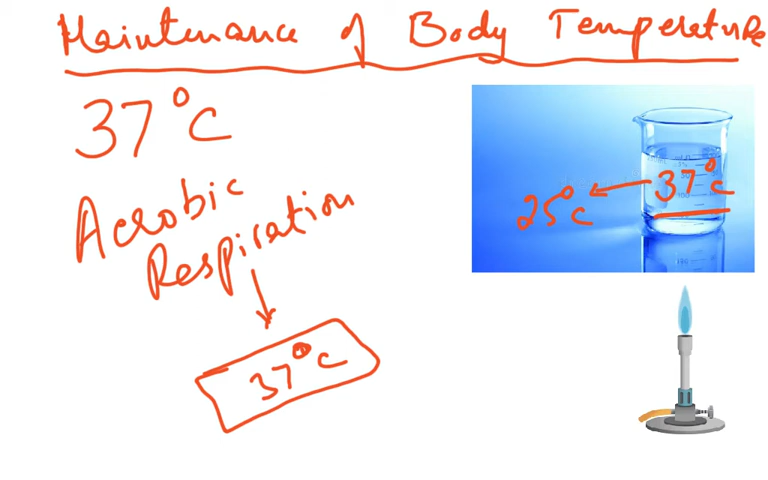 Maintenance of Body Temperature
37°C
Aerobic
Respiration
37°C
37°C
25°C